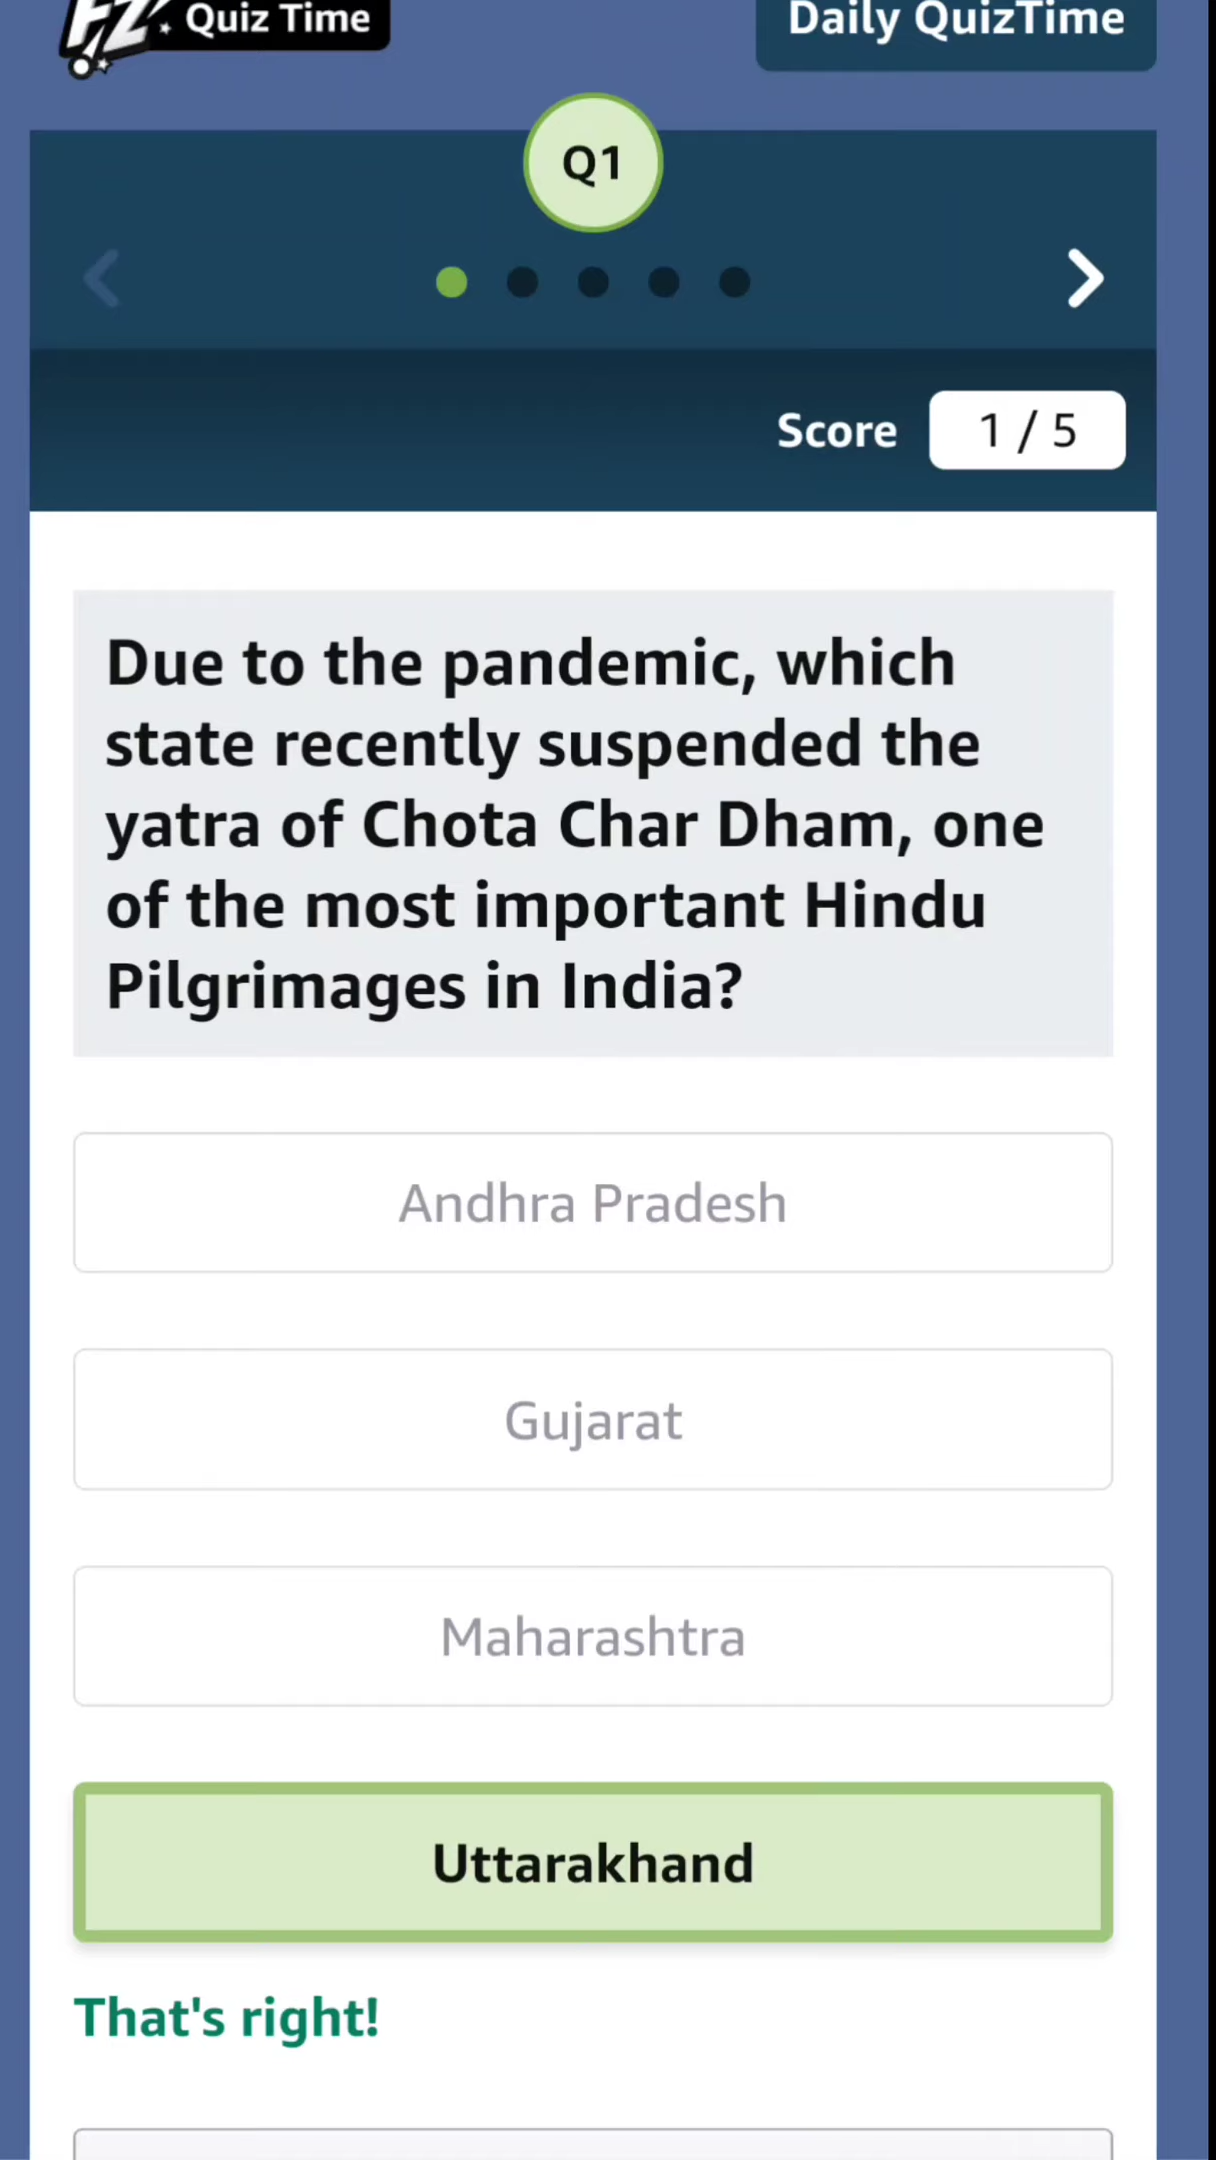 FZ Quiz Time
Daily QuizTime
Q1
Score 1 / 5
Due to the pandemic, which
state recently suspended the
yatra of Chota Char Dham, one
of the most important Hindu
Pilgrimages in India?
Andhra Pradesh
Gujarat
Maharashtra
Uttarakhand
That's right!